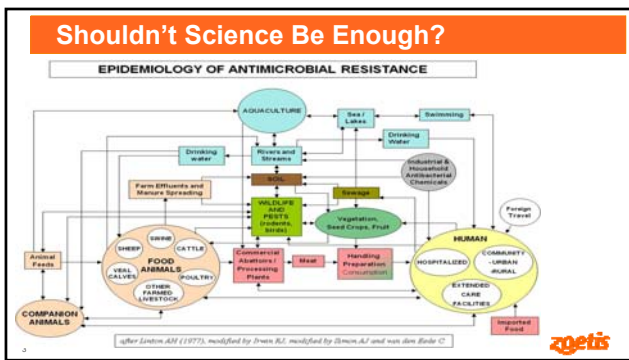 Shouldn't Science Be Enough?
EPIDEMIOLOGY OF ANTIMICROBIAL RESISTANCE
AQUACULTURE
Sea /
Lakes
Swimming
Drinking
Water
Drinking
water
Rivers and
Streams
Industrial &
Household
Antibacterial
Chemicals
SOIL
Farm Effluents and
Manure Spreading
Sewage
WILDLIFE
AND
PESTS
(rodents,
birds)
Vegetation,
Seed Crops, Fruit
Foreign
Travel
SWINE
SHEEP
CATTLE
FOOD
ANIMALS
VEAL
CALVES
POULTRY
OTHER
FARMED
LIVESTOCK
Animal
Feeds
Commercial
Abattoirs /
Processing
Plants
Meat
Handling
Preparation
Consumption
HUMAN
HOSPITALIZED
COMMUNITY
- URBAN
-RURAL
EXTENDED
CARE
FACILITIES
COMPANION
ANIMALS
Imported
Food
after Linton AH (1977), modified by Irwin RJ, modified by Simon AJ and van den Eede C
zoetis